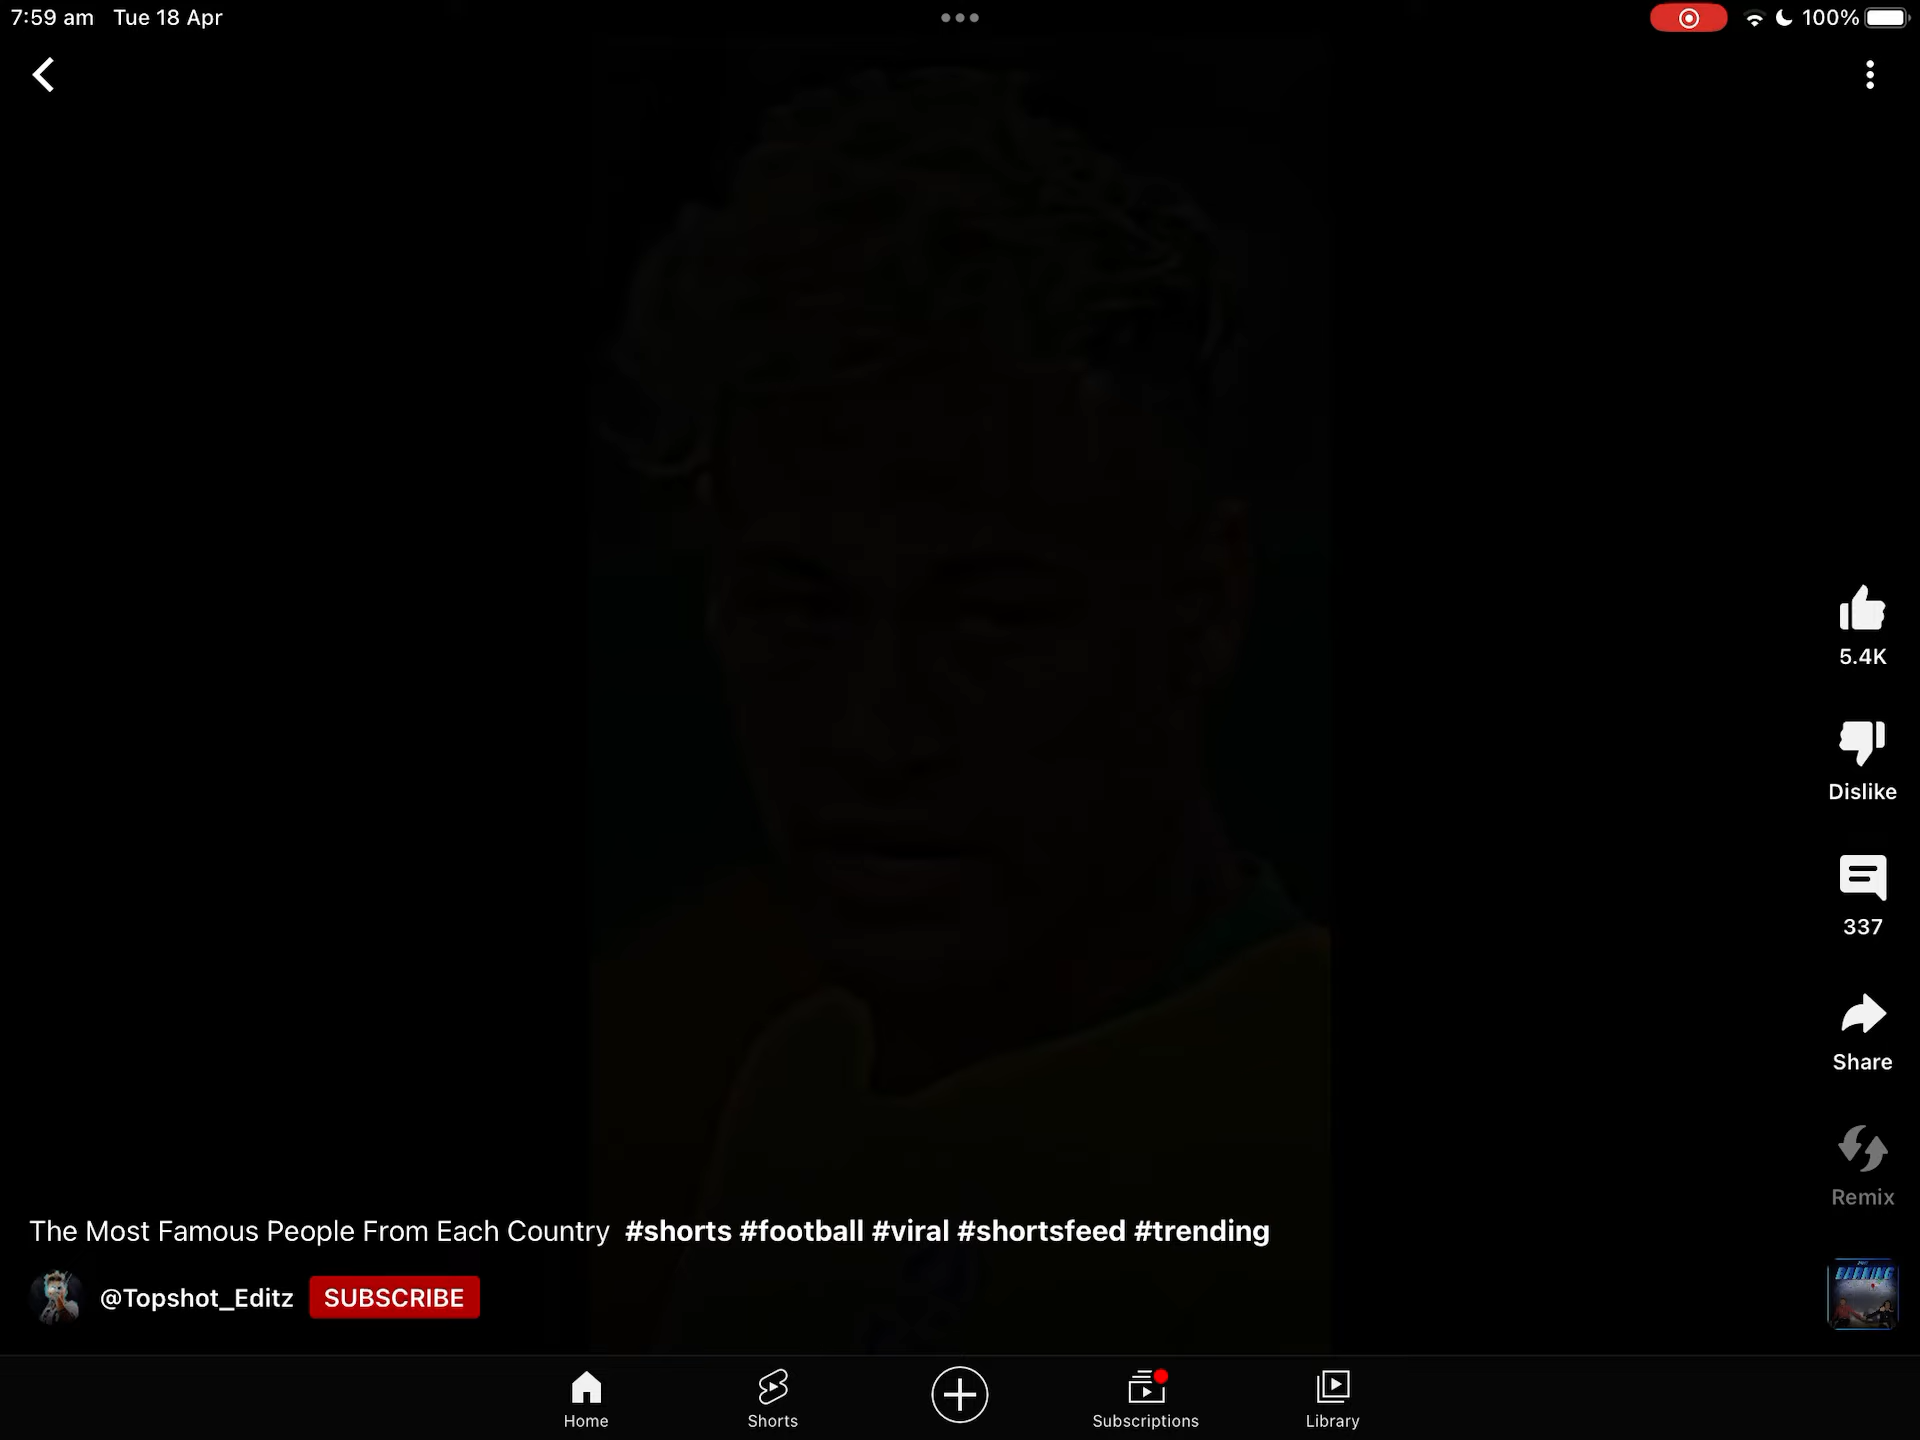 7:59 am Tue 18 Apr
100%
5.4K
Dislike
337
Share
Remix
The Most Famous People From Each Country #shorts #football #viral #shortsfeed #trending
@Topshot_Editz SUBSCRIBE
Home Shorts Subscriptions Library